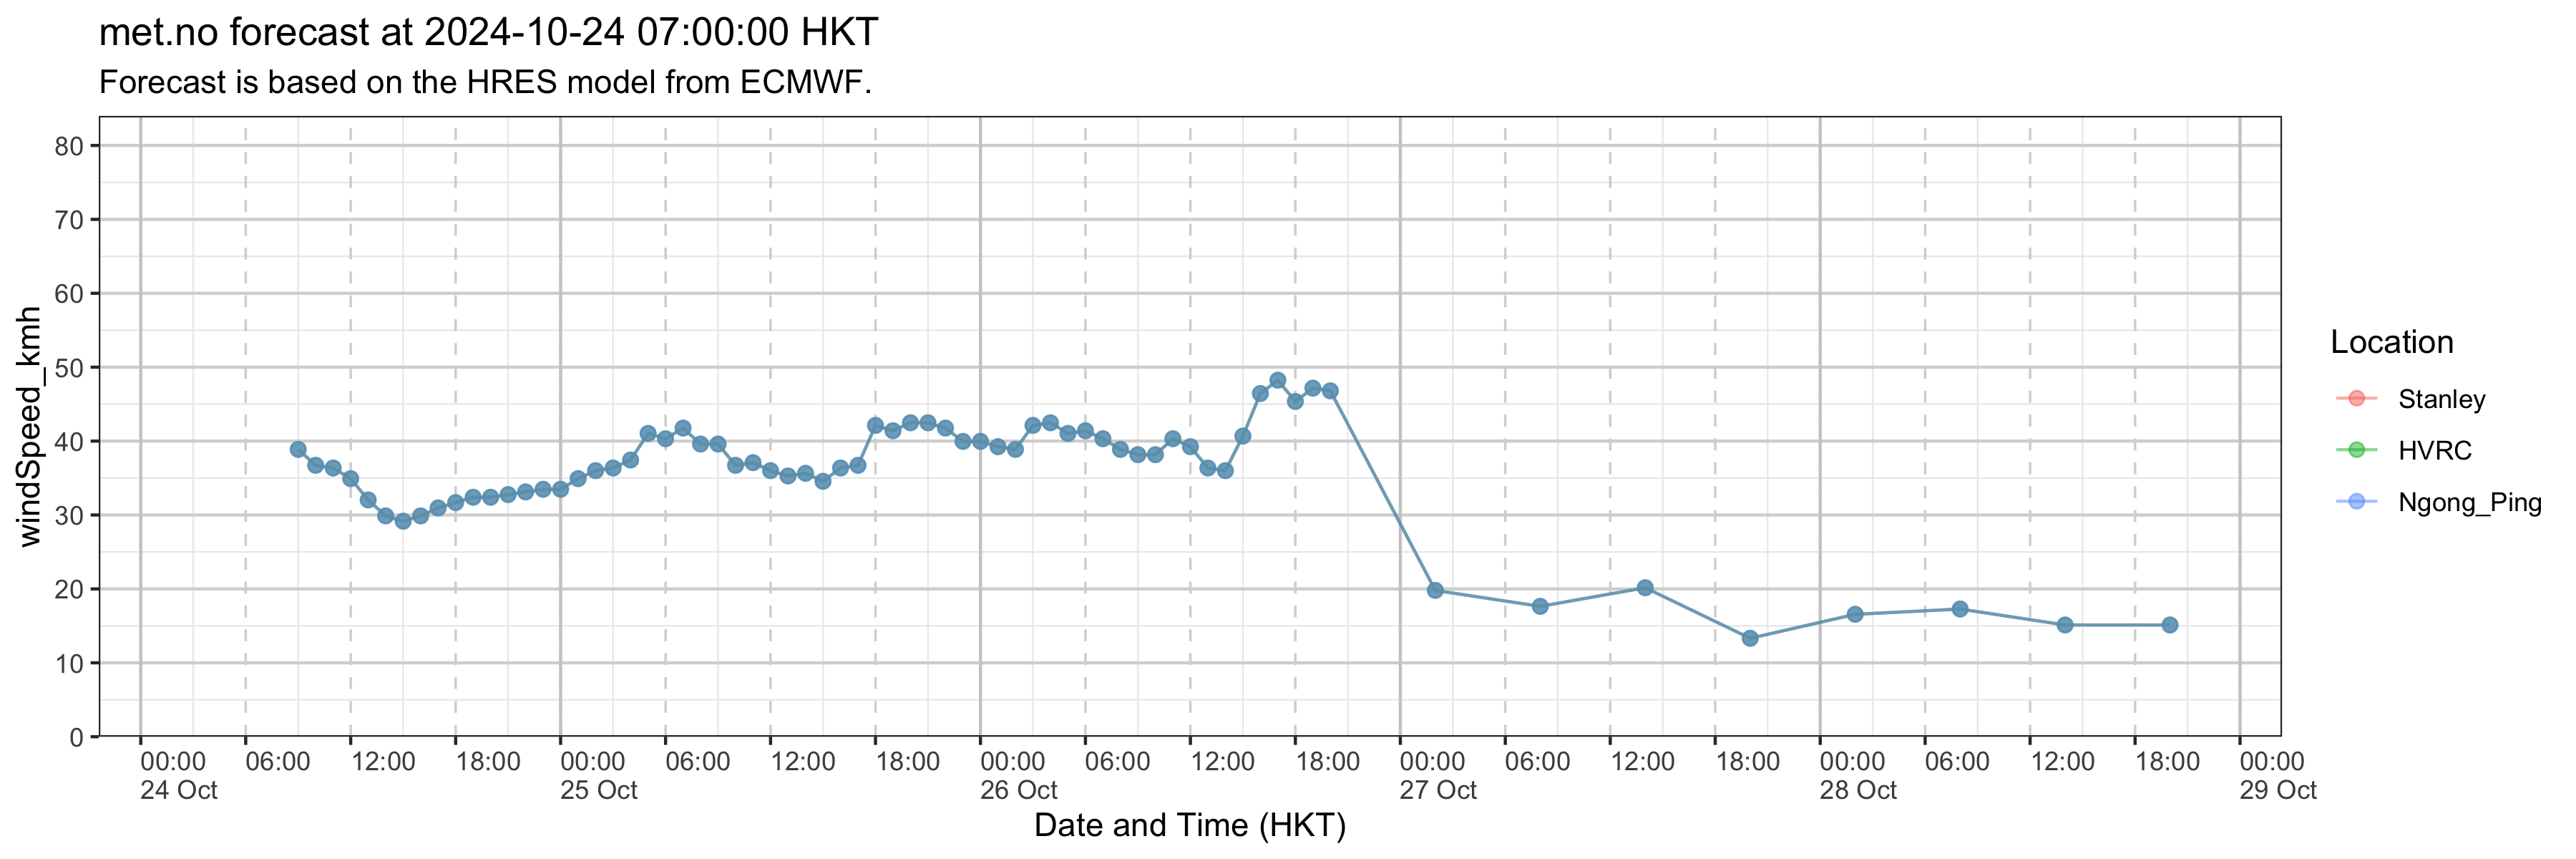 met.no forecast at 2024-10-24 07:00:00 HKT
Forecast is based on the HRES model from ECMWF.
windSpeed_kmh
80
70
60
50
40
30
20
10
0
00:00 06:00 12:00 18:00 00:00 06:00 12:00 18:00 00:00 06:00 12:00 18:00 00:00 06:00 12:00 18:00 00:00 06:00 12:00 18:00 00:00
24 Oct 25 Oct 26 Oct 27 Oct 28 Oct 29 Oct
Date and Time (HKT)
Location
Stanley
HVRC
Ngong_Ping